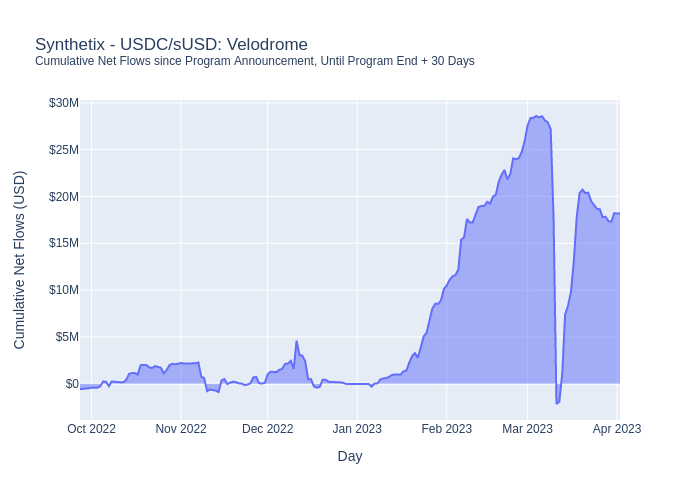 Synthetix - USDC/sUSD: Velodrome
Cumulative Net Flows since Program Announcement, Until Program End + 30 Days
Cumulative Net Flows (USD)
$30M
$25M
$20M
$15M
$10M
$5M
$0
Oct 2022 Nov 2022 Dec 2022 Jan 2023 Feb 2023 Mar 2023 Apr 2023
Day